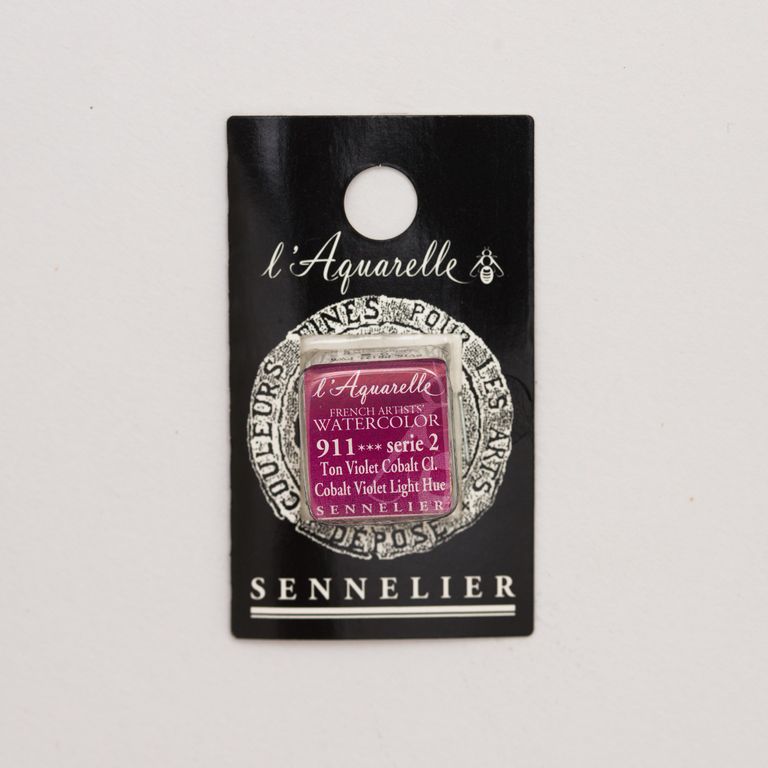 l'Aquarelle
COULEURS FINES POUR LES ARTS
DÉPOSÉ
l'Aquarelle
FRENCH ARTISTS'
WATERCOLOR
911*** serie 2
Ton Violet Cobalt Cl.
Cobalt Violet Light Hue
SENNELIER
SENNELIER